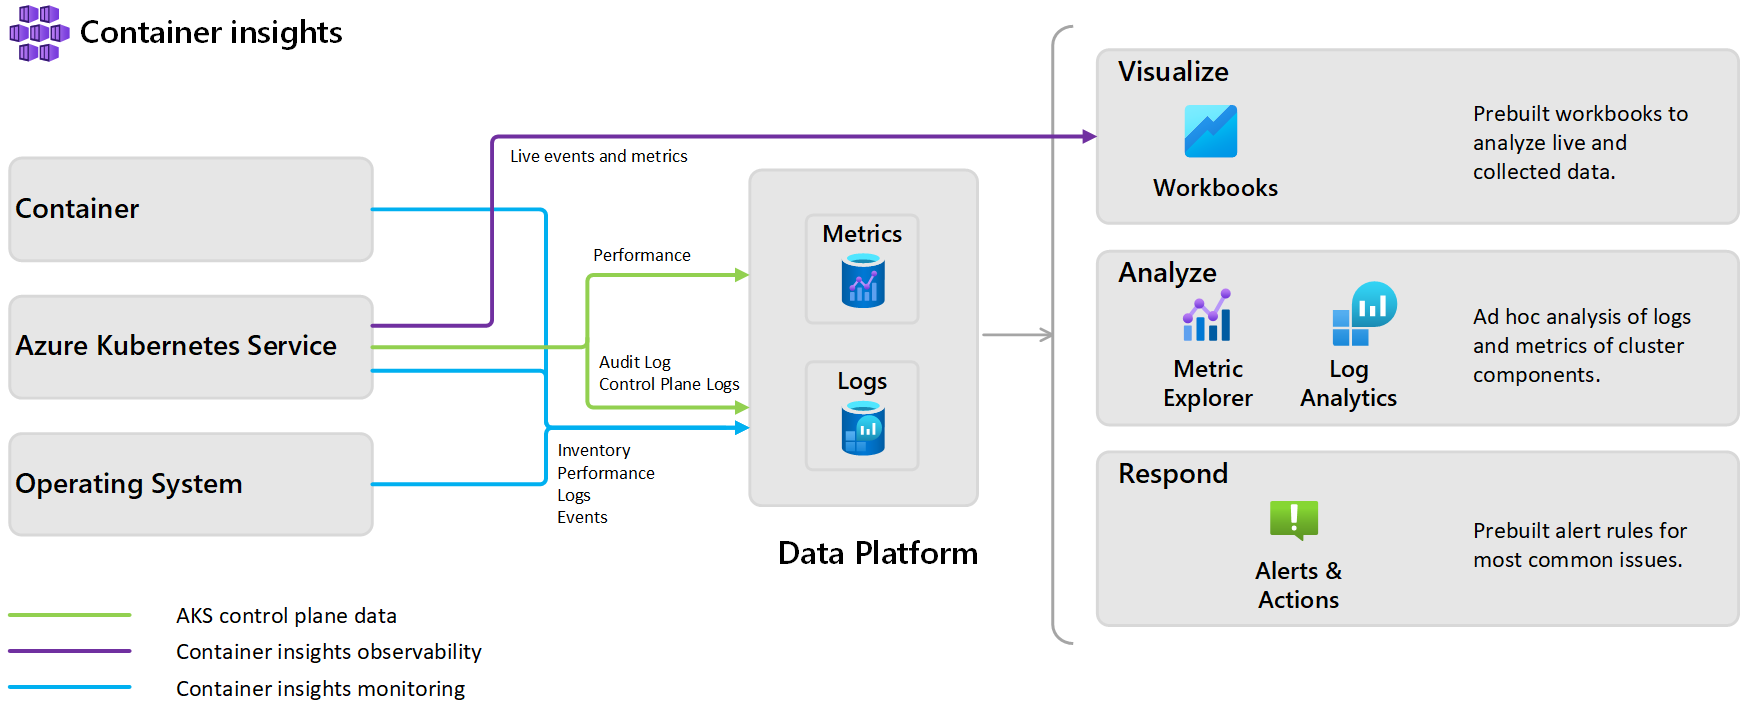 Container insights
Container
Azure Kubernetes Service
Operating System
Live events and metrics
Performance
Audit Log
Control Plane Logs
Inventory
Performance
Logs
Events
Metrics
Logs
Data Platform
Visualize
Workbooks
Prebuilt workbooks to
analyze live and
collected data.
Analyze
Metric
Explorer
Log
Analytics
Ad hoc analysis of logs
and metrics of cluster
components.
Respond
Alerts &
Actions
Prebuilt alert rules for
most common issues.
AKS control plane data
Container insights observability
Container insights monitoring